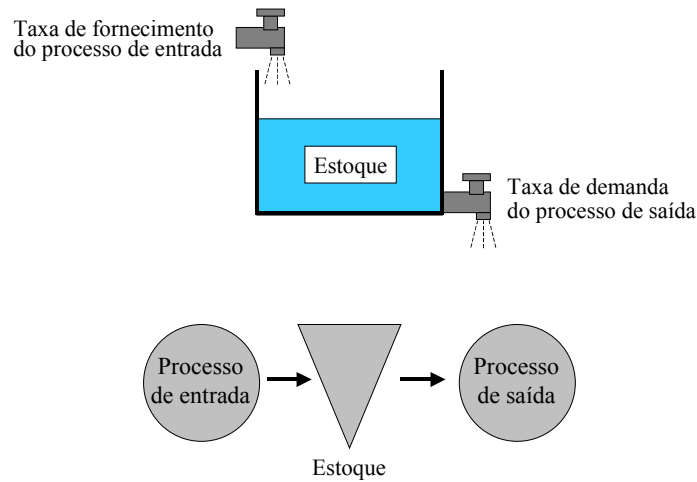 Taxa de fornecimento
do processo de entrada
Estoque
Taxa de demanda
do processo de saída
Processo
de entrada
Processo
de saída
Estoque